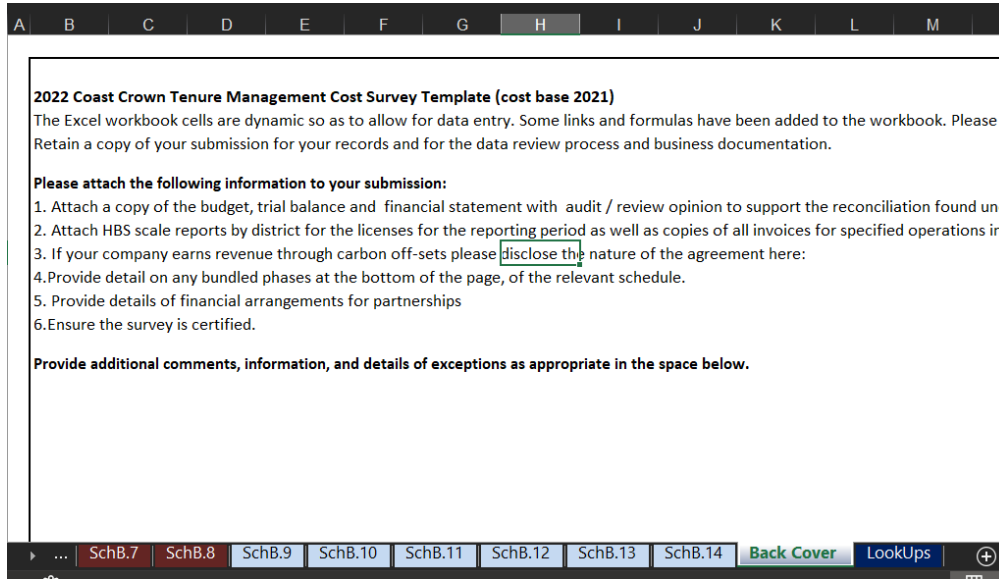 A B C D E F G H I J K L M
2022 Coast Crown Tenure Management Cost Survey Template (cost base 2021)
The Excel workbook cells are dynamic so as to allow for data entry. Some links and formulas have been added to the workbook. Please
Retain a copy of your submission for your records and for the data review process and business documentation.
Please attach the following information to your submission:
1. Attach a copy of the budget, trial balance and financial statement with audit / review opinion to support the reconciliation found un
2. Attach HBS scale reports by district for the licenses for the reporting period as well as copies of all invoices for specified operations in
3. If your company earns revenue through carbon off-sets please disclose the nature of the agreement here:
4.Provide detail on any bundled phases at the bottom of the page, of the relevant schedule.
5. Provide details of financial arrangements for partnerships
6.Ensure the survey is certified.
Provide additional comments, information, and details of exceptions as appropriate in the space below.
... SchB.7 SchB.8 SchB.9 SchB.10 SchB.11 SchB.12 SchB.13 SchB.14 Back Cover LookUps